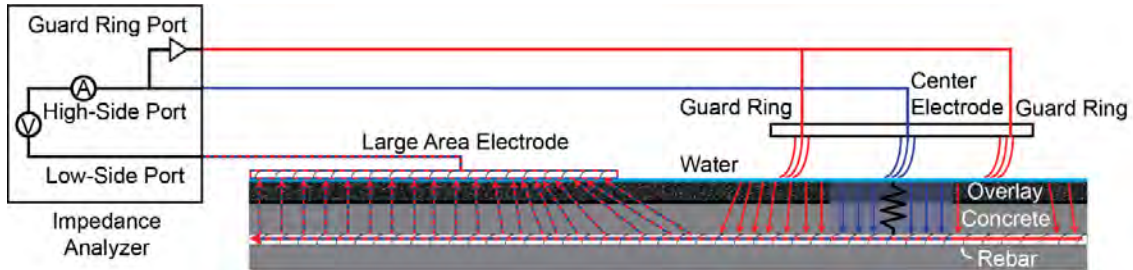 Guard Ring Port
A
High-Side Port
V
Low-Side Port
Impedance
Analyzer
Large Area Electrode
Water
Guard Ring
Center
Electrode
Guard Ring
Overlay
Concrete
Rebar